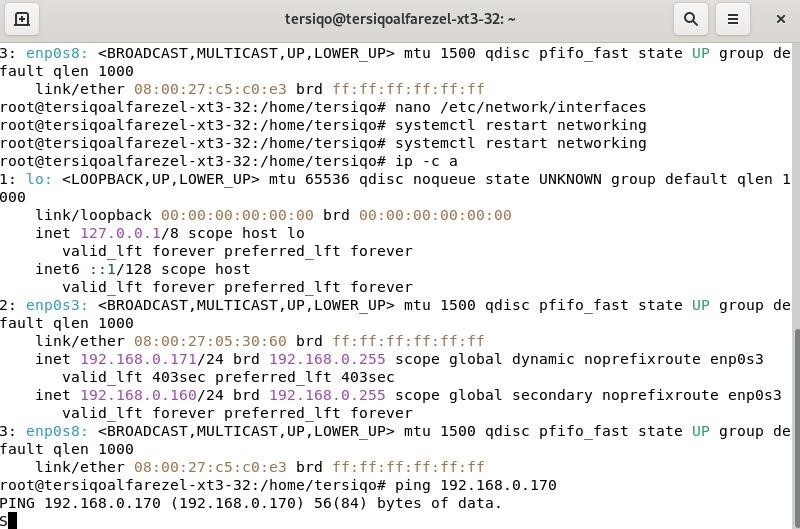 tersiqo@tersiqoalfarezel-xt3-32: ~
3: enp0s8: <BROADCAST,MULTICAST,UP,LOWER_UP> mtu 1500 qdisc pfifo_fast state UP group de
fault qlen 1000
    link/ether 08:00:27:c5:c0:e3 brd ff:ff:ff:ff:ff:ff
root@tersiqoalfarezel-xt3-32:/home/tersiqo# nano /etc/network/interfaces
root@tersiqoalfarezel-xt3-32:/home/tersiqo# systemctl restart networking
root@tersiqoalfarezel-xt3-32:/home/tersiqo# systemctl restart networking
root@tersiqoalfarezel-xt3-32:/home/tersiqo# ip -c a
1: lo: <LOOPBACK,UP,LOWER_UP> mtu 65536 qdisc noqueue state UNKNOWN group default qlen 1
000
    link/loopback 00:00:00:00:00:00 brd 00:00:00:00:00:00
    inet 127.0.0.1/8 scope host lo
       valid_lft forever preferred_lft forever
    inet6 ::1/128 scope host
       valid_lft forever preferred_lft forever
2: enp0s3: <BROADCAST,MULTICAST,UP,LOWER_UP> mtu 1500 qdisc pfifo_fast state UP group de
fault qlen 1000
    link/ether 08:00:27:05:30:60 brd ff:ff:ff:ff:ff:ff
    inet 192.168.0.171/24 brd 192.168.0.255 scope global dynamic noprefixroute enp0s3
       valid_lft 403sec preferred_lft 403sec
    inet 192.168.0.160/24 brd 192.168.0.255 scope global secondary noprefixroute enp0s3
       valid_lft forever preferred_lft forever
3: enp0s8: <BROADCAST,MULTICAST,UP,LOWER_UP> mtu 1500 qdisc pfifo_fast state UP group de
fault qlen 1000
    link/ether 08:00:27:c5:c0:e3 brd ff:ff:ff:ff:ff:ff
root@tersiqoalfarezel-xt3-32:/home/tersiqo# ping 192.168.0.170
PING 192.168.0.170 (192.168.0.170) 56(84) bytes of data.
S